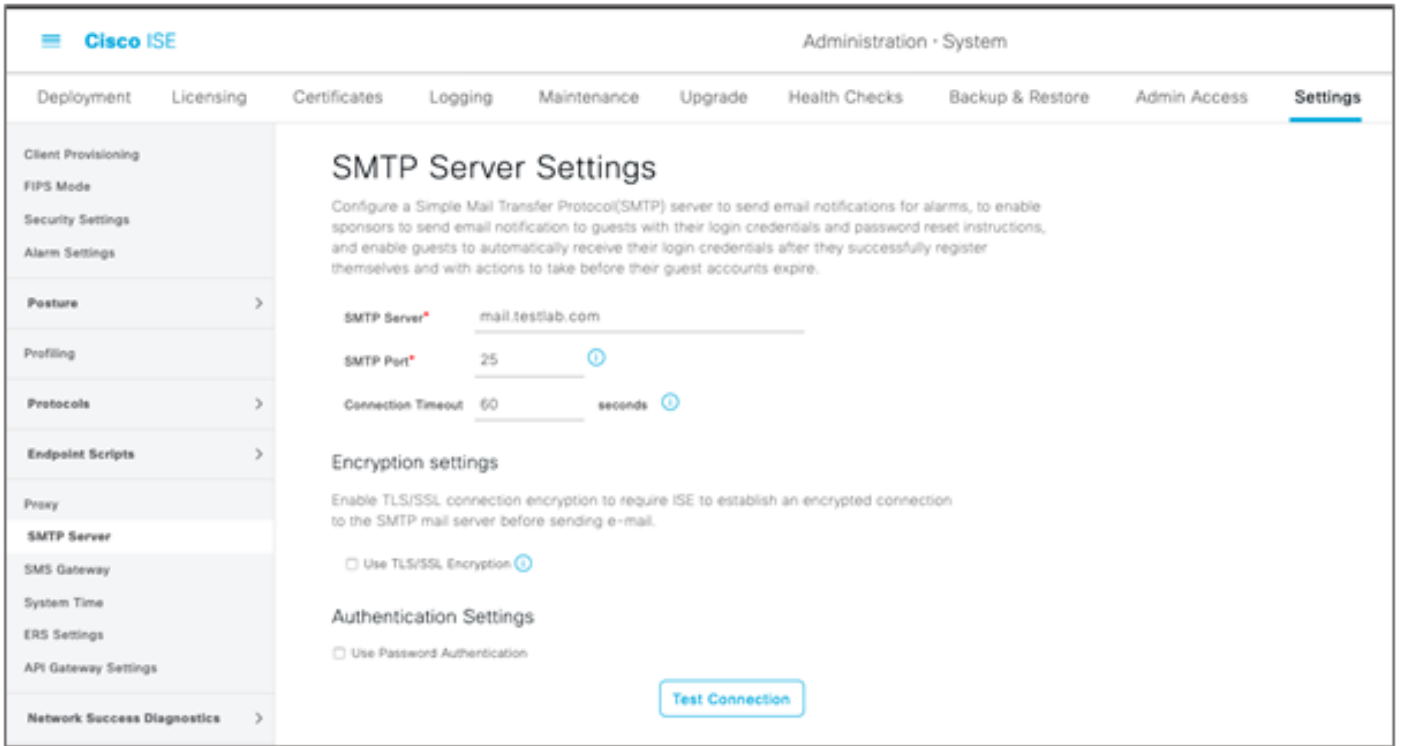 Cisco ISE
Administration · System
Deployment Licensing Certificates Logging Maintenance Upgrade Health Checks Backup & Restore Admin Access Settings
Client Provisioning
FIPS Mode
Security Settings
Alarm Settings
Posture
Profiling
Protocols
Endpoint Scripts
Proxy
SMTP Server
SMS Gateway
System Time
ERS Settings
API Gateway Settings
Network Success Diagnostics
SMTP Server Settings
Configure a Simple Mail Transfer Protocol(SMTP) server to send email notifications for alarms, to enable
sponsors to send email notification to guests with their login credentials and password reset instructions,
and enable guests to automatically receive their login credentials after they successfully register
themselves and with actions to take before their guest accounts expire.
SMTP Server* mail.testlab.com
SMTP Port* 25
Connection Timeout 60 seconds
Encryption settings
Enable TLS/SSL connection encryption to require ISE to establish an encrypted connection
to the SMTP mail server before sending e-mail.
Use TLS/SSL Encryption
Authentication Settings
Use Password Authentication
Test Connection